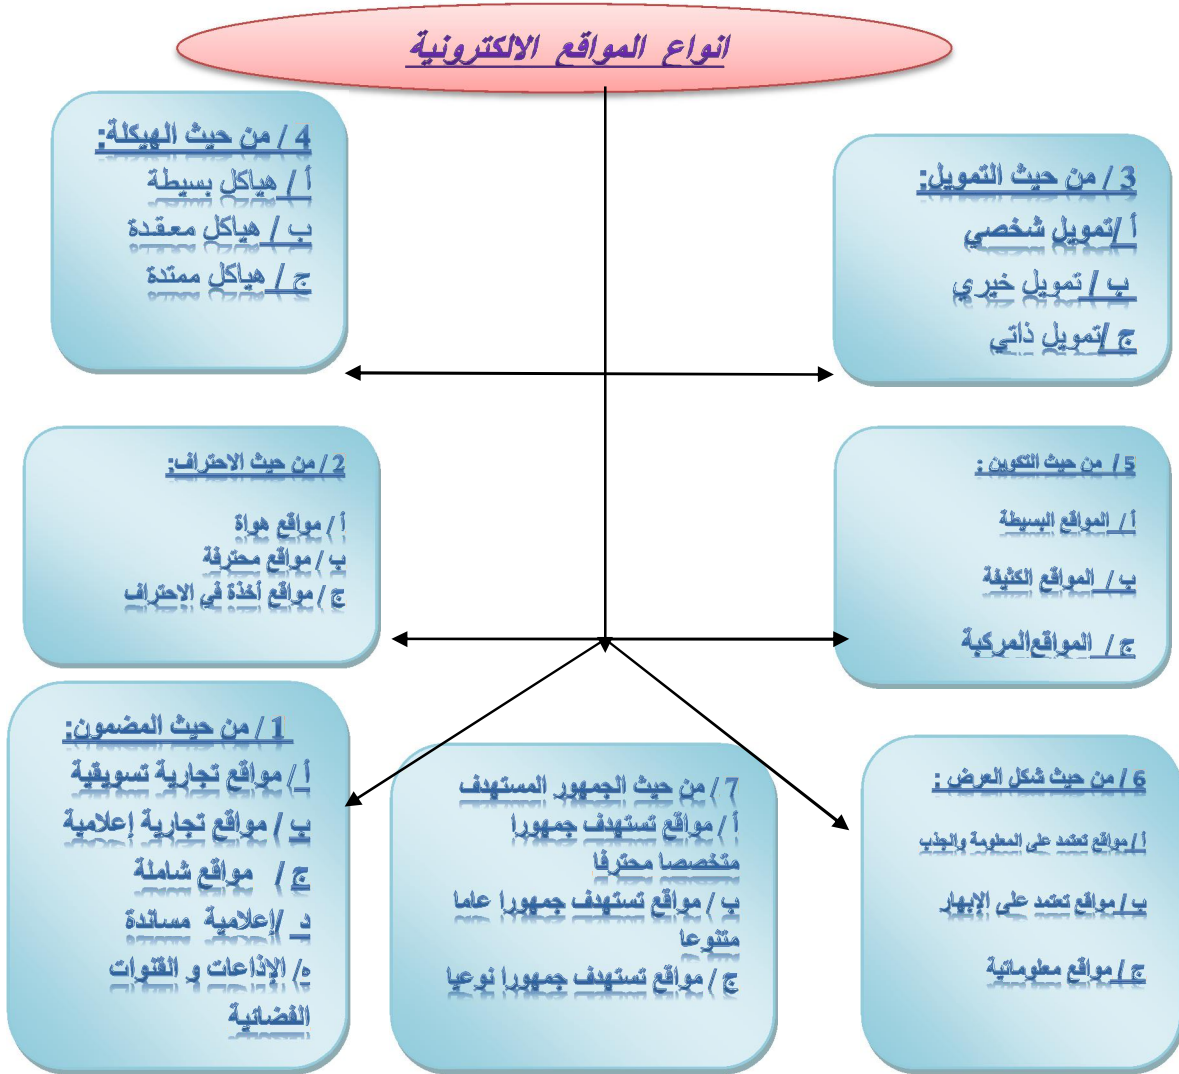 انواع المواقع الالكترونية
3 / من حيث التمويل:
أ /تمويل شخصي
ب / تمويل خيري
ج /تمويل ذاتي
4 / من حيث الهيكلة:
أ / هياكل بسيطة
ب / هياكل معقدة
ج / هياكل ممتدة
5 / من حيث التكوين :
أ / المواقع البسيطة
ب / المواقع الكثيفة
ج / المواقع المركبة
2 / من حيث الاحتراف:
أ / مواقع هواة
ب / مواقع محترفة
ج / مواقع أخذة في الاحتراف
6 / من حيث شكل العرض :
أ / مواقع تعتمد على المعلومة والجذب
ب / مواقع تعتمد على الإبهار
ج / مواقع معلوماتية
7 / من حيث الجمهور المستهدف
أ / مواقع تستهدف جمهورا
متخصصا محترفا
ب / مواقع تستهدف جمهورا عاما
متنوعا
ج / مواقع تستهدف جمهورا نوعيا
1 / من حيث المضمون:
أ / مواقع تجارية تسويقية
ب / مواقع تجارية إعلامية
ج / مواقع شاملة
د /إعلامية مساندة
ه/ الإذاعات و القنوات
الفضائية